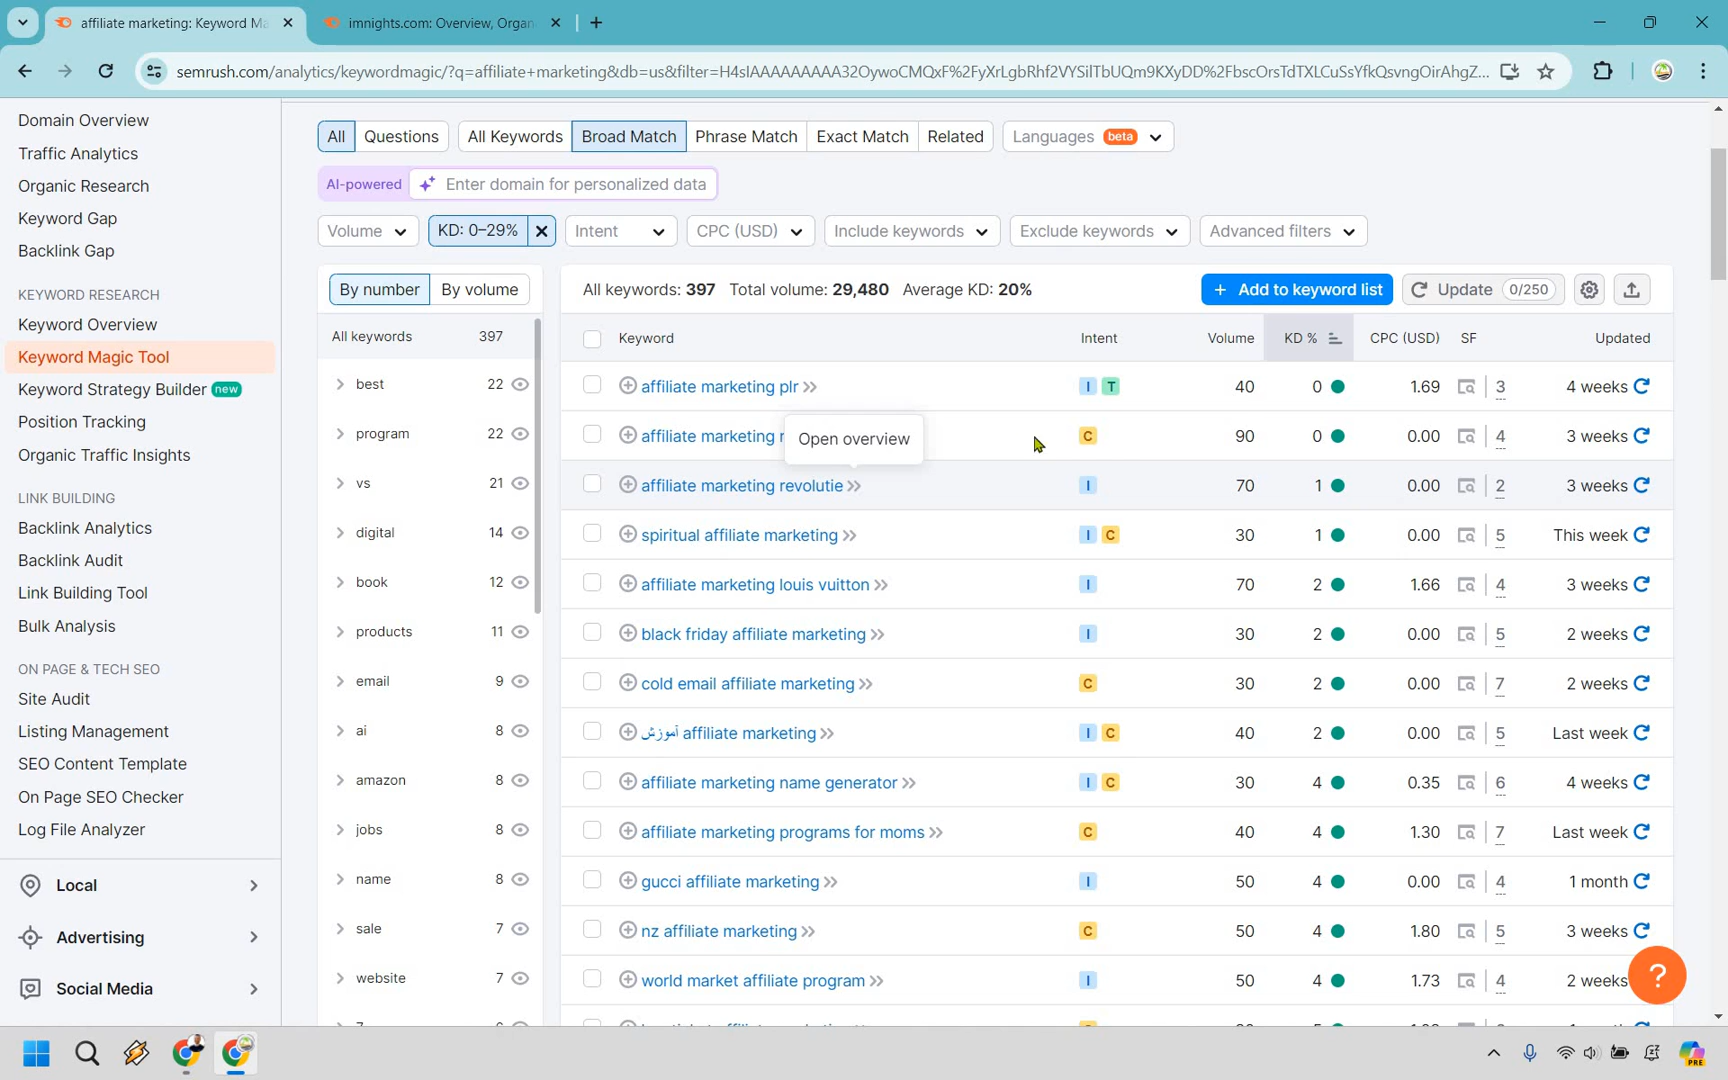 affiliate marketing: Keyword Ma
imnights.com: Overview, Organ
semrush.com/analytics/keywordmagic/?q=affiliate+marketing&db=us&filter=H4sIAAAAAAAAA32OywoCMQxF%2FyXrLgbRhf2VYSilTbUQm9KXyDD%2FbscOrsTdTXLCuSsYfkQsvngOirAhgZ...
Domain Overview
Traffic Analytics
Organic Research
Keyword Gap
Backlink Gap
KEYWORD RESEARCH
Keyword Overview
Keyword Magic Tool
Keyword Strategy Builder new
Position Tracking
Organic Traffic Insights
LINK BUILDING
Backlink Analytics
Backlink Audit
Link Building Tool
Bulk Analysis
ON PAGE & TECH SEO
Site Audit
Listing Management
SEO Content Template
On Page SEO Checker
Log File Analyzer
Local
Advertising
Social Media
All Questions All Keywords Broad Match Phrase Match Exact Match Related Languages beta
AI-powered Enter domain for personalized data
Volume KD: 0–29% Intent CPC (USD) Include keywords Exclude keywords Advanced filters
By number By volume
All keywords 397
best 22
program 22
vs 21
digital 14
book 12
products 11
email 9
ai 8
amazon 8
jobs 8
name 8
sale 7
website 7
All keywords: 397 Total volume: 29,480 Average KD: 20%
+ Add to keyword list Update 0/250
Keyword Intent Volume KD % CPC (USD) SF Updated
affiliate marketing plr I T 40 0 1.69 3 4 weeks
affiliate marketing C 90 0 0.00 4 3 weeks
Open overview
affiliate marketing revolutie I 70 1 0.00 2 3 weeks
spiritual affiliate marketing I C 30 1 0.00 5 This week
affiliate marketing louis vuitton I 70 2 1.66 4 3 weeks
black friday affiliate marketing I 30 2 0.00 5 2 weeks
cold email affiliate marketing C 30 2 0.00 7 2 weeks
آموزش affiliate marketing I C 40 2 0.00 5 Last week
affiliate marketing name generator I C 30 4 0.35 6 4 weeks
affiliate marketing programs for moms C 40 4 1.30 7 Last week
gucci affiliate marketing I 50 4 0.00 4 1 month
nz affiliate marketing C 50 4 1.80 5 3 weeks
world market affiliate program I 50 4 1.73 4 2 weeks
?
PRE